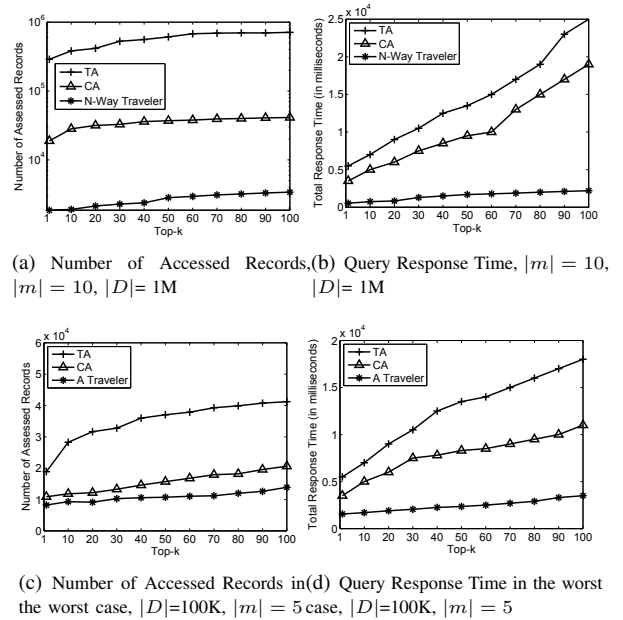 10^6
10^5
10^4
Number of Assessed Records
TA
CA
N-Way Traveler
1 10 20 30 40 50 60 70 80 90 100
Top-k
x 10^4
2.5
2
1.5
1
0.5
0
Total Response Time (in milliseconds)
TA
CA
N-Way Traveler
1 10 20 30 40 50 60 70 80 90 100
Top-k
(a) Number of Accessed Records,
|m| = 10, |D|= 1M
(b) Query Response Time, |m| = 10,
|D|= 1M
x 10^4
6
5
4
3
2
1
0
Number of Assessed Records
TA
CA
A Traveler
1 10 20 30 40 50 60 70 80 90 100
Top-k
x 10^4
2
1.5
1
0.5
0
Total Response Time (in milliseconds)
TA
CA
A Traveler
1 10 20 30 40 50 60 70 80 90 100
Top-k
(c) Number of Accessed Records in
the worst case, |D|=100K, |m| = 5
(d) Query Response Time in the worst
case, |D|=100K, |m| = 5